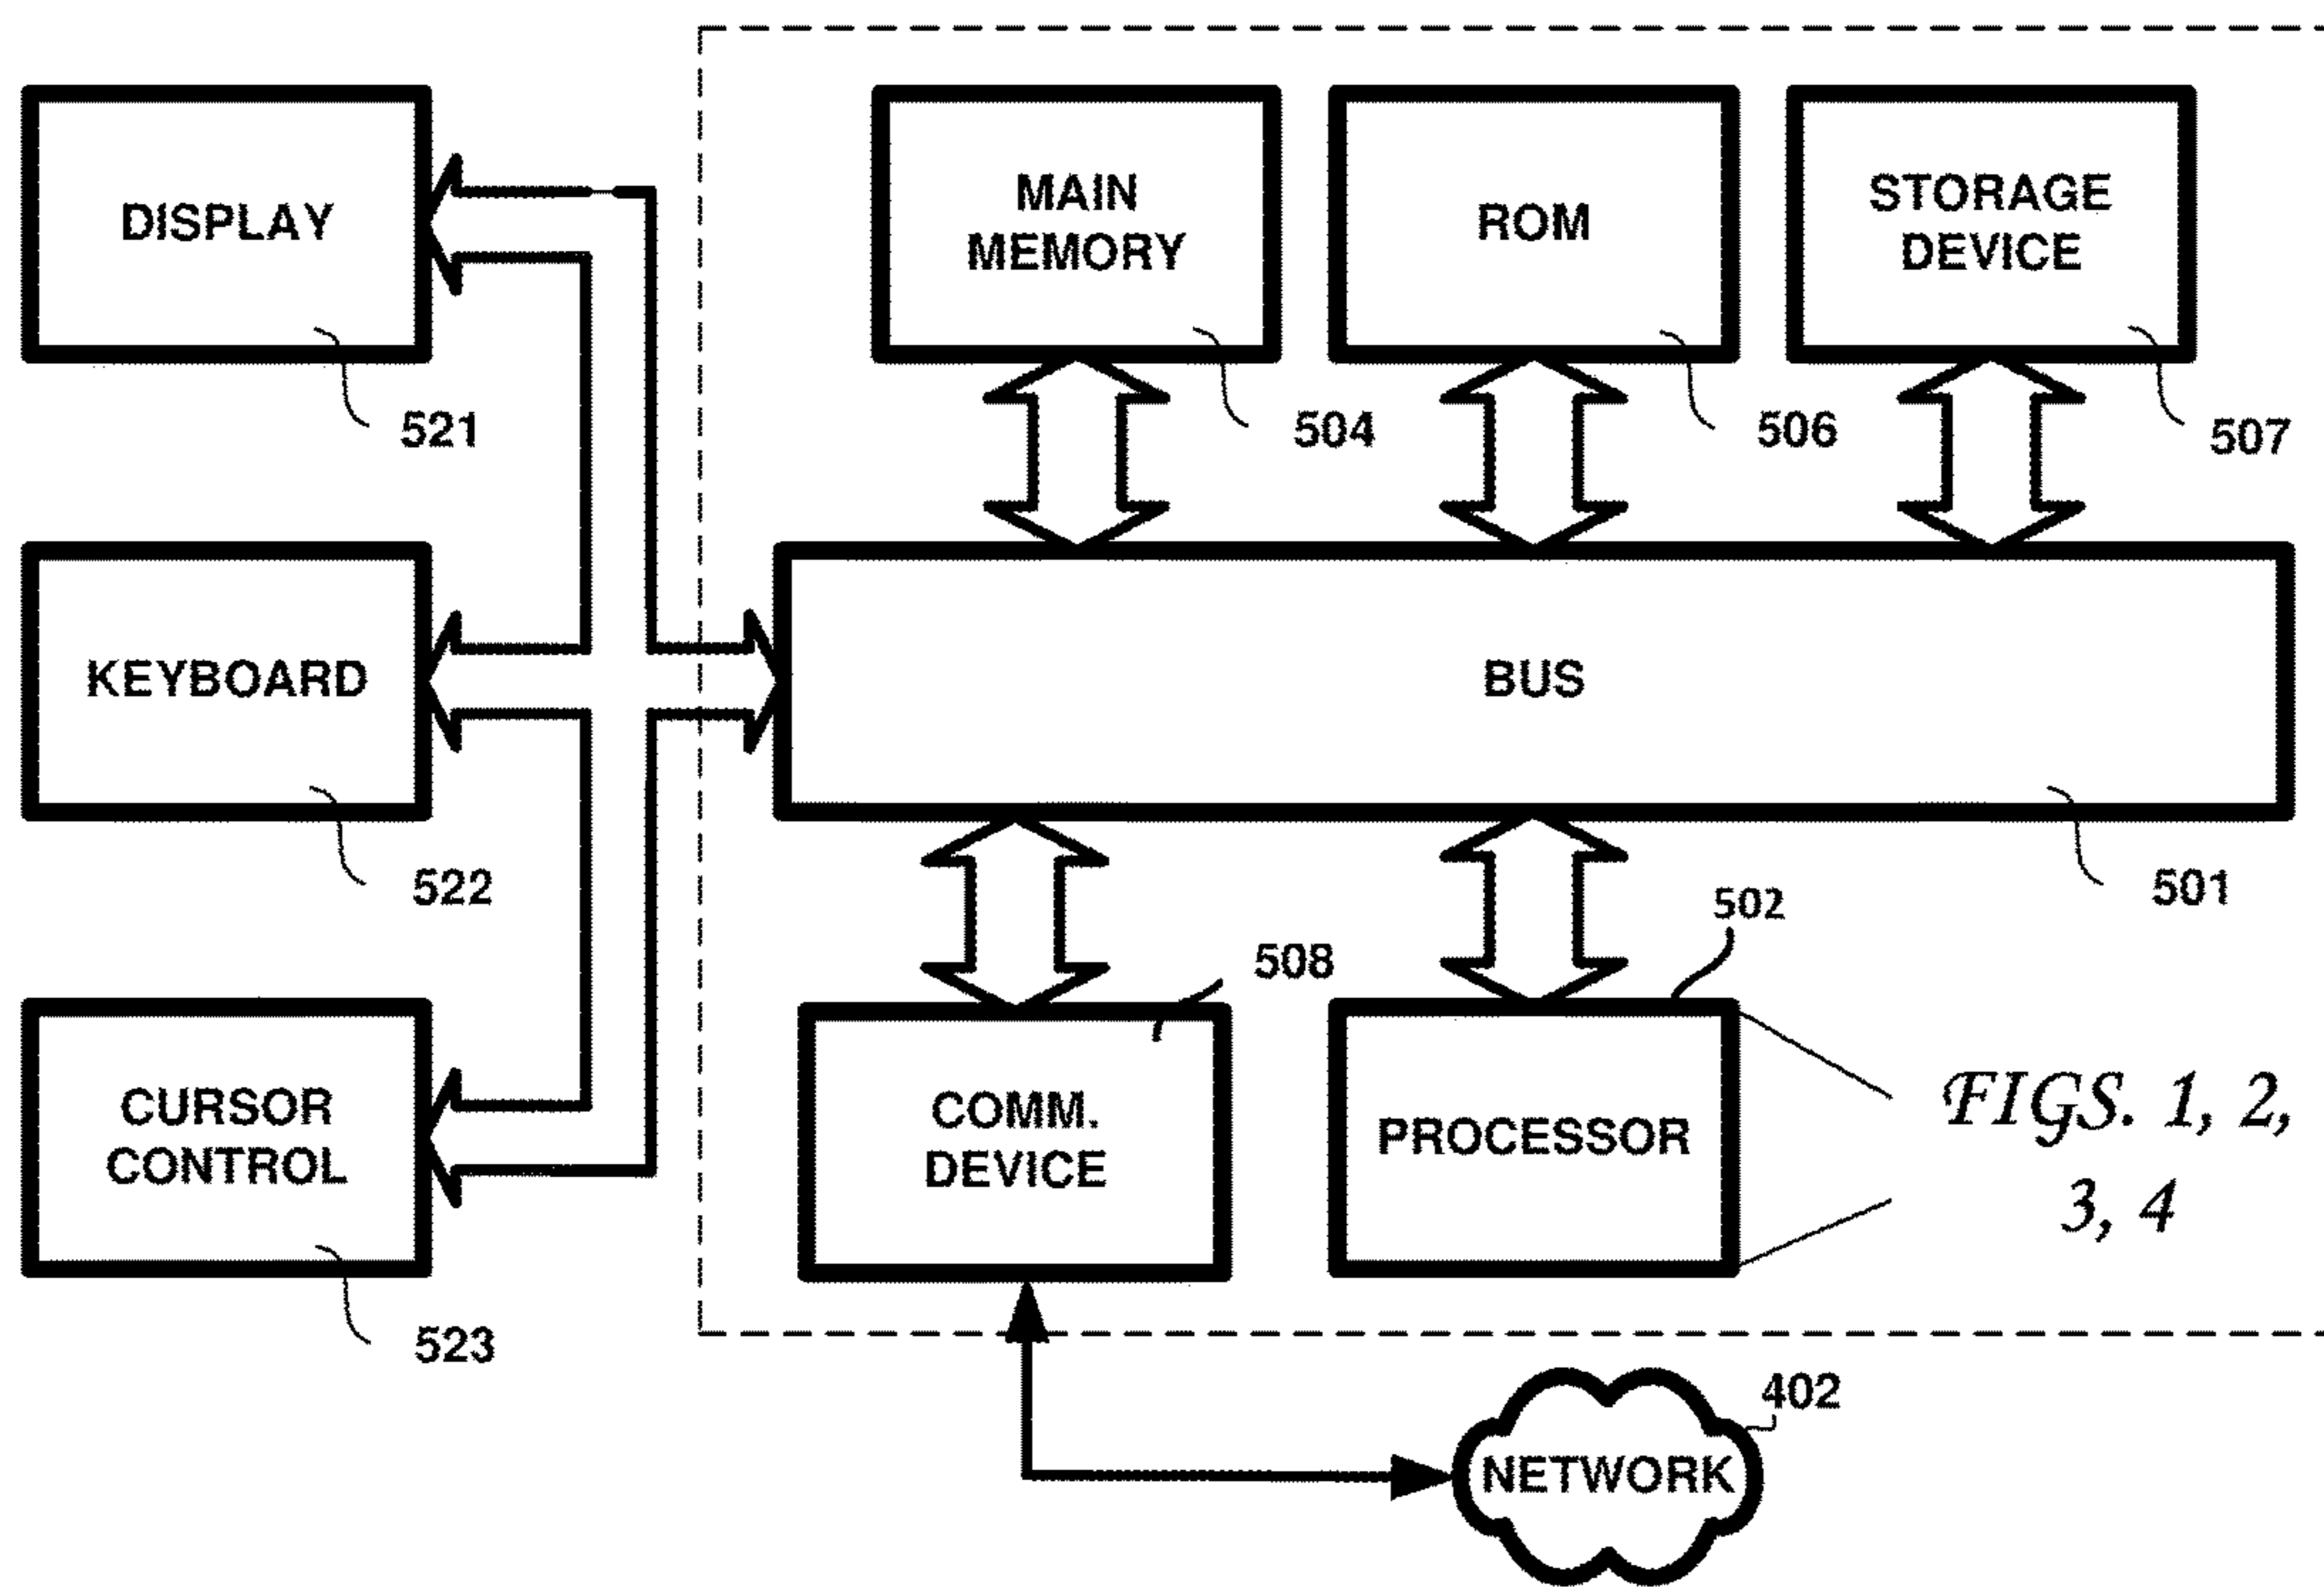 DISPLAY
521
MAIN
MEMORY
504
ROM
506
STORAGE
DEVICE
507
KEYBOARD
522
BUS
501
CURSOR
CONTROL
523
COMM.
DEVICE
508
PROCESSOR
502
FIGS. 1, 2,
3, 4
NETWORK
402